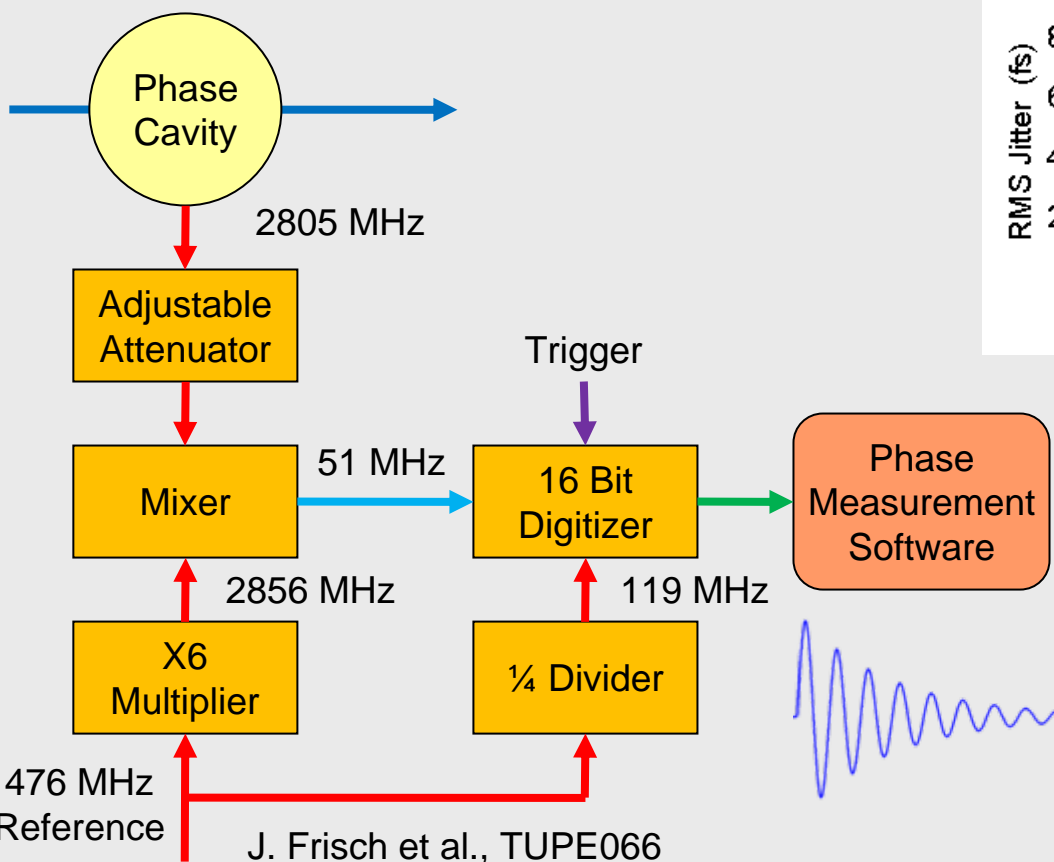 Phase
Cavity
2805 MHz
Adjustable
Attenuator
Trigger
Mixer
51 MHz
16 Bit
Digitizer
Phase
Measurement
Software
2856 MHz
119 MHz
X6
Multiplier
¼ Divider
476 MHz
Reference
J. Frisch et al., TUPE066
RMS Jitter (fs)